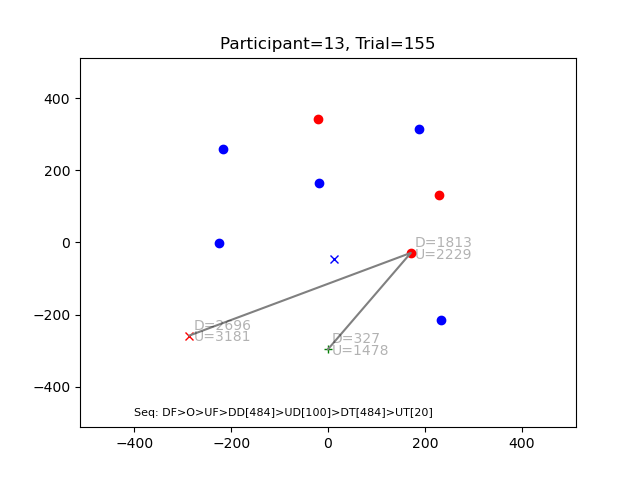 Participant=13, Trial=155
400
200
0
−200
−400
D=1813
U=2229
D=2696
U=3181
D=327
U=1478
Seq: DF>O>UF>DD[484]>UD[100]>DT[484]>UT[20]
−400
−200
0
200
400